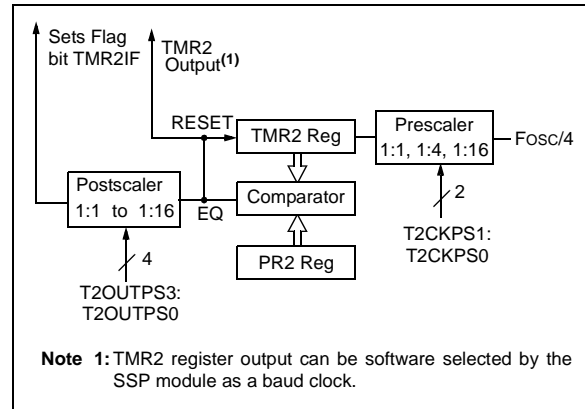 Sets Flag
bit TMR2IF
TMR2
Output(1)
RESET
TMR2 Reg
Prescaler
1:1, 1:4, 1:16
FOSC/4
Postscaler
1:1 to 1:16
EQ
Comparator
2
T2CKPS1:
T2CKPS0
4
PR2 Reg
T2OUTPS3:
T2OUTPS0
Note 1: TMR2 register output can be software selected by the
SSP module as a baud clock.